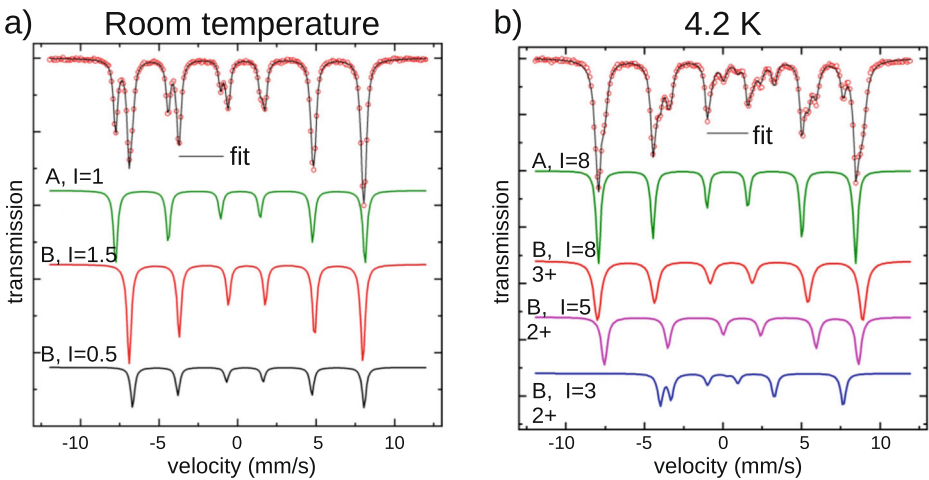 a)
Room temperature
fit
A, I=1
B, I=1.5
B, I=0.5
transmission
-10 -5 0 5 10
velocity (mm/s)
b)
4.2 K
fit
A, I=8
B, I=8
3+
B, I=5
2+
B, I=3
2+
transmission
-10 -5 0 5 10
velocity (mm/s)